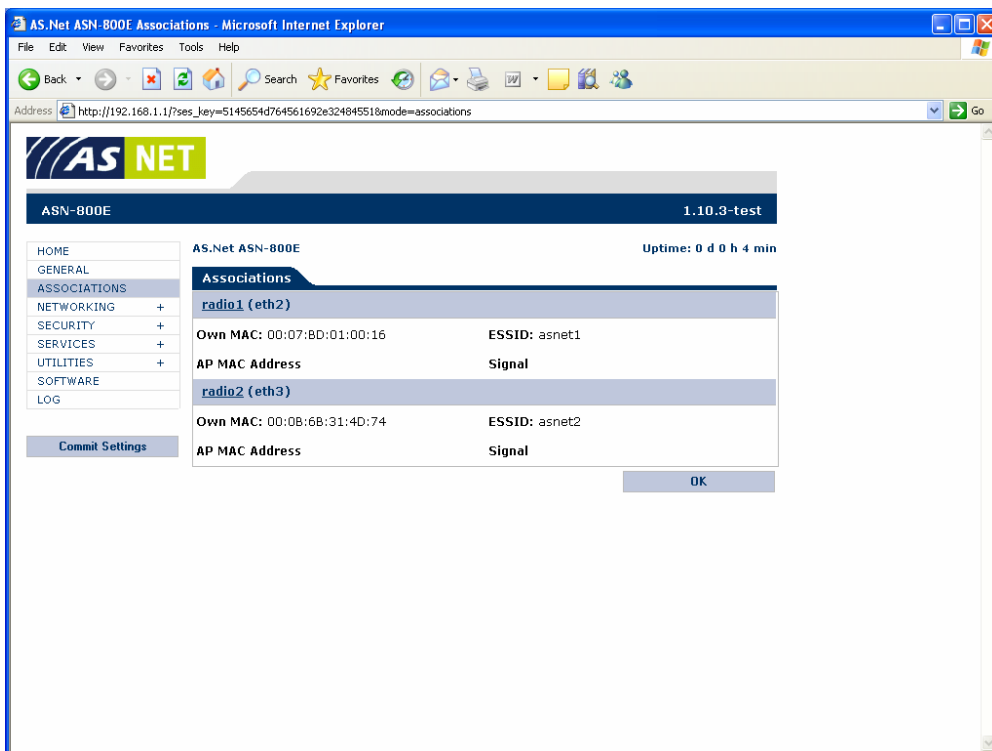 AS.Net ASN-800E Associations - Microsoft Internet Explorer
File Edit View Favorites Tools Help
Back Search Favorites
Address http://192.168.1.1/?ses_key=5145654d764561692e32484551&mode=associations Go
AS NET
ASN-800E 1.10.3-test
HOME
GENERAL
ASSOCIATIONS
NETWORKING +
SECURITY +
SERVICES +
UTILITIES +
SOFTWARE
LOG
Commit Settings
AS.Net ASN-800E Uptime: 0 d 0 h 4 min
Associations
radio1 (eth2)
Own MAC: 00:07:BD:01:00:16 ESSID: asnet1
AP MAC Address Signal
radio2 (eth3)
Own MAC: 00:0B:6B:31:4D:74 ESSID: asnet2
AP MAC Address Signal
OK